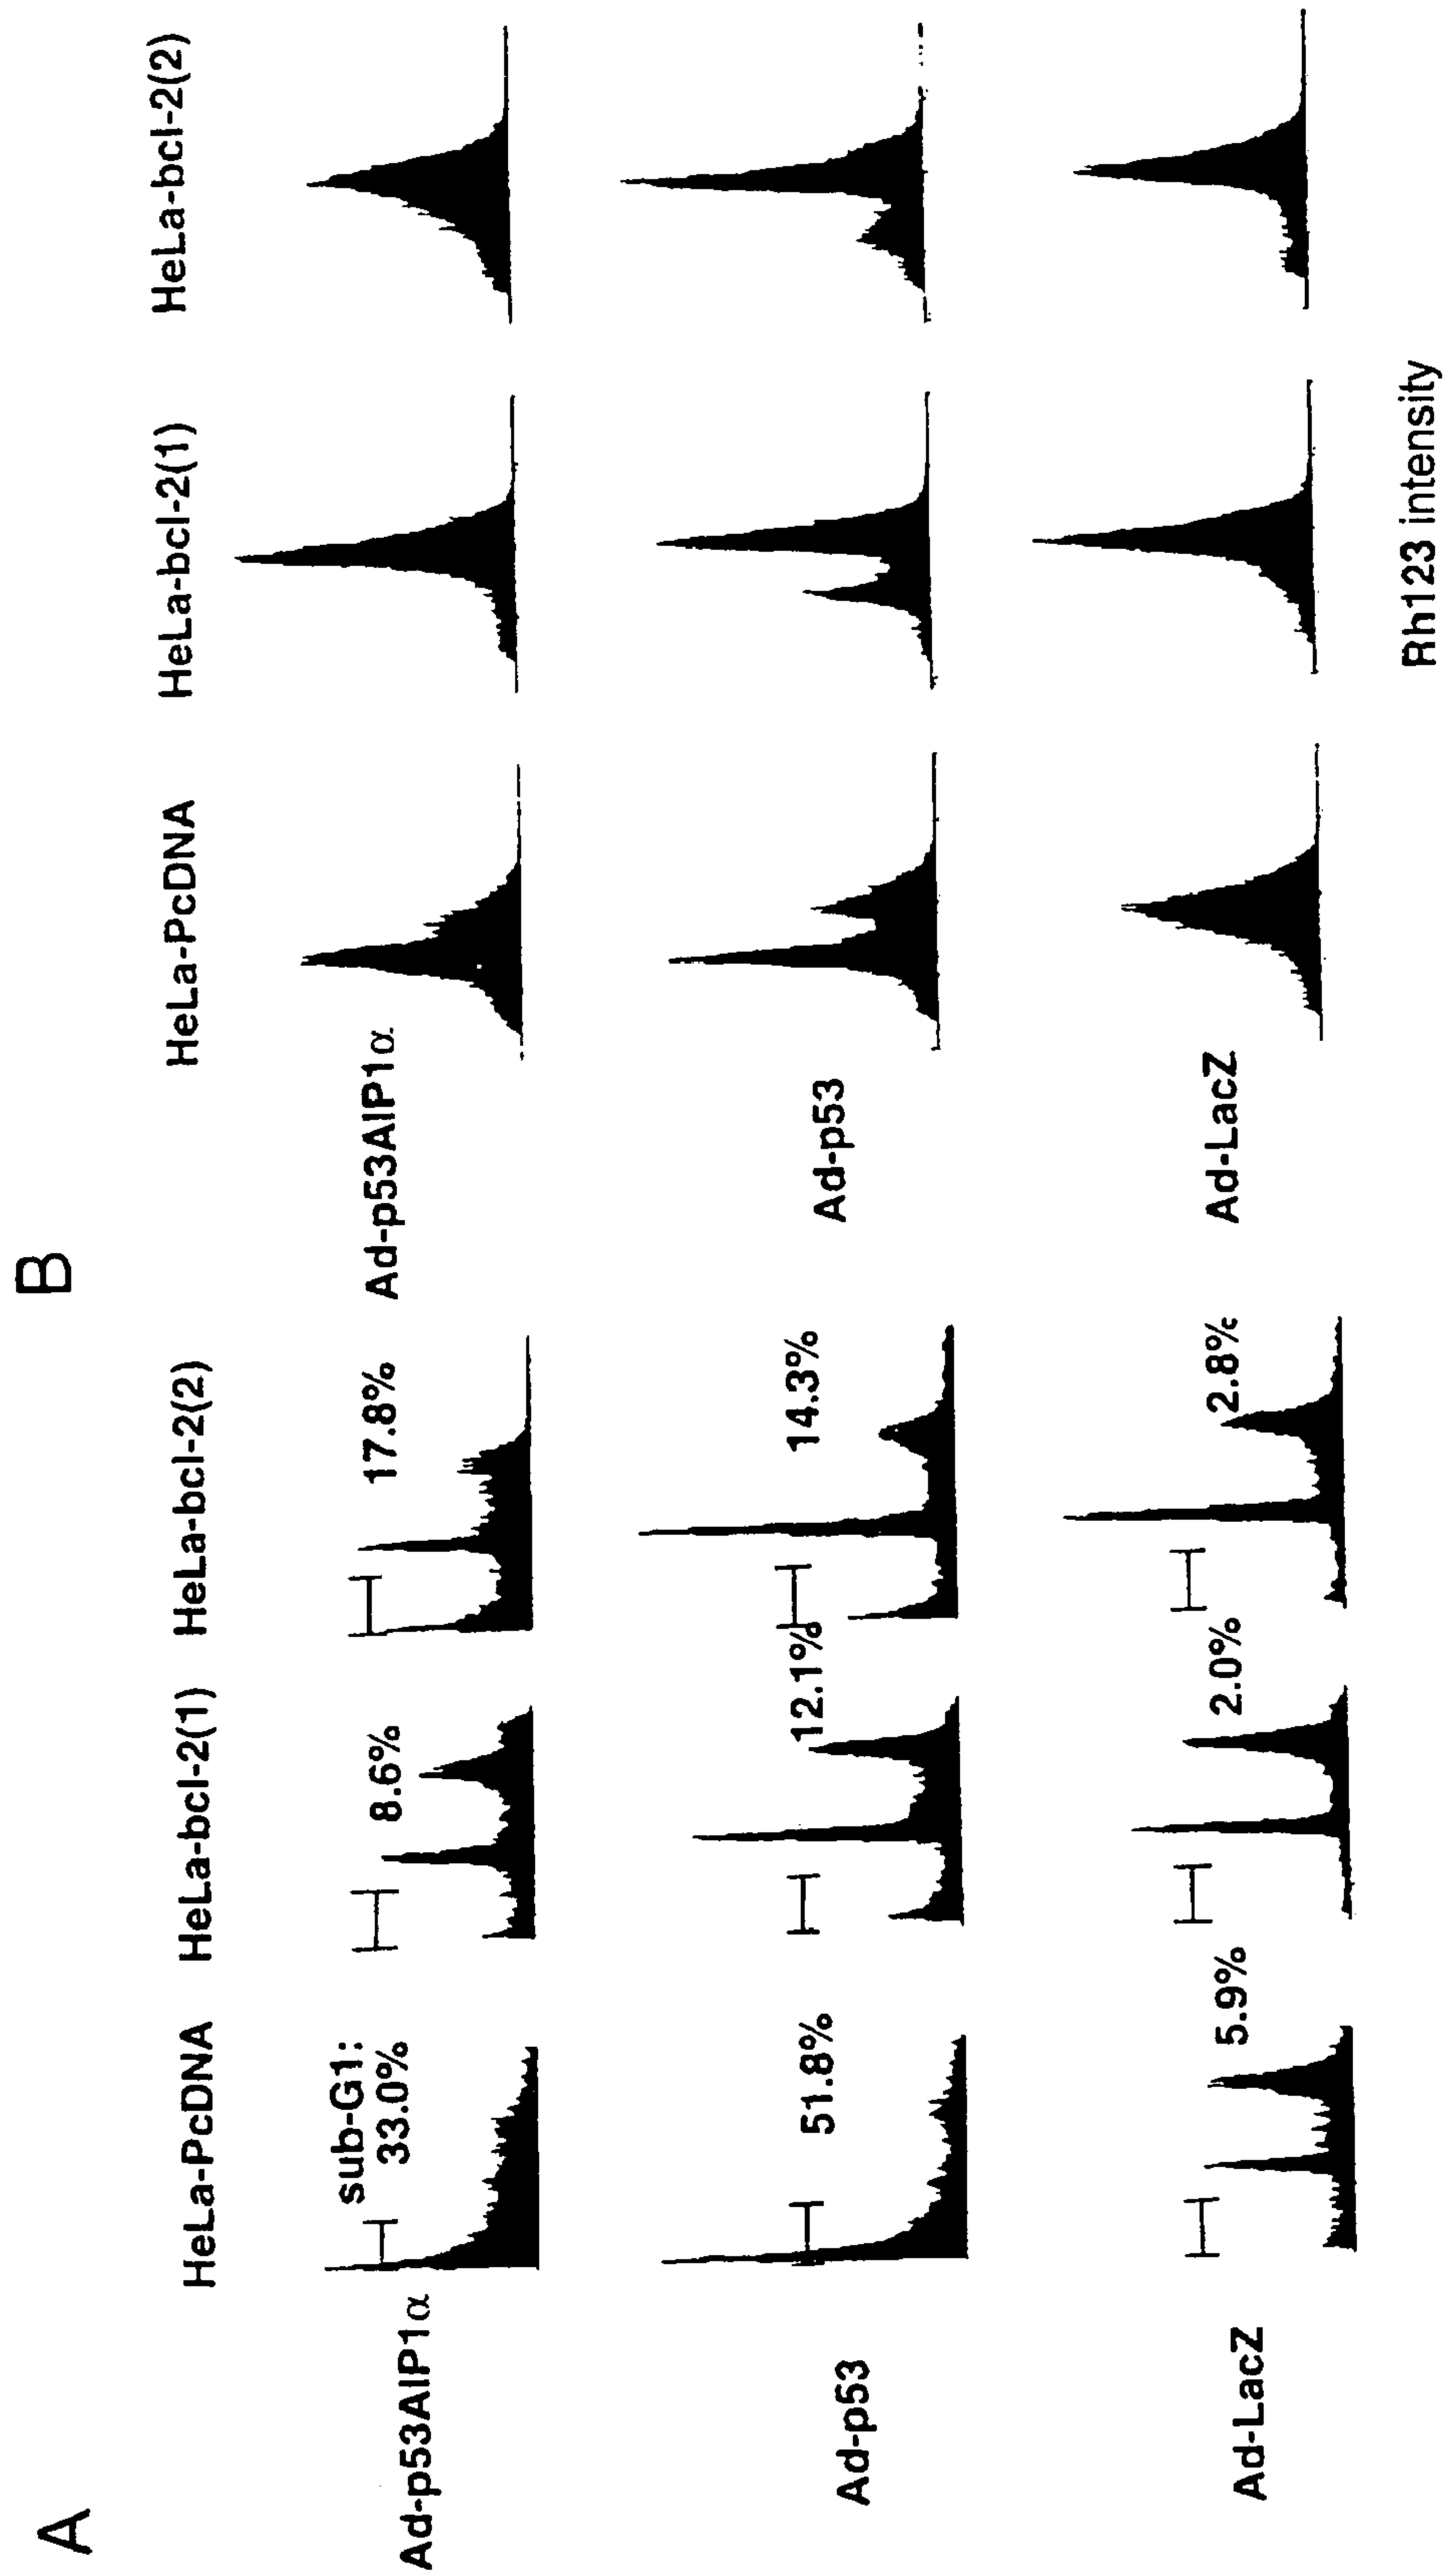 A
HeLa-PcDNA
HeLa-bcl-2(1)
HeLa-bcl-2(2)
Ad-p53AIP1α
sub-G1:
33.0%
8.6%
17.8%
Ad-p53
51.8%
12.1%
14.3%
Ad-LacZ
5.9%
2.0%
2.8%
B
HeLa-PcDNA
HeLa-bcl-2(1)
HeLa-bcl-2(2)
Ad-p53AIP1α
Ad-p53
Ad-LacZ
Rh123 intensity